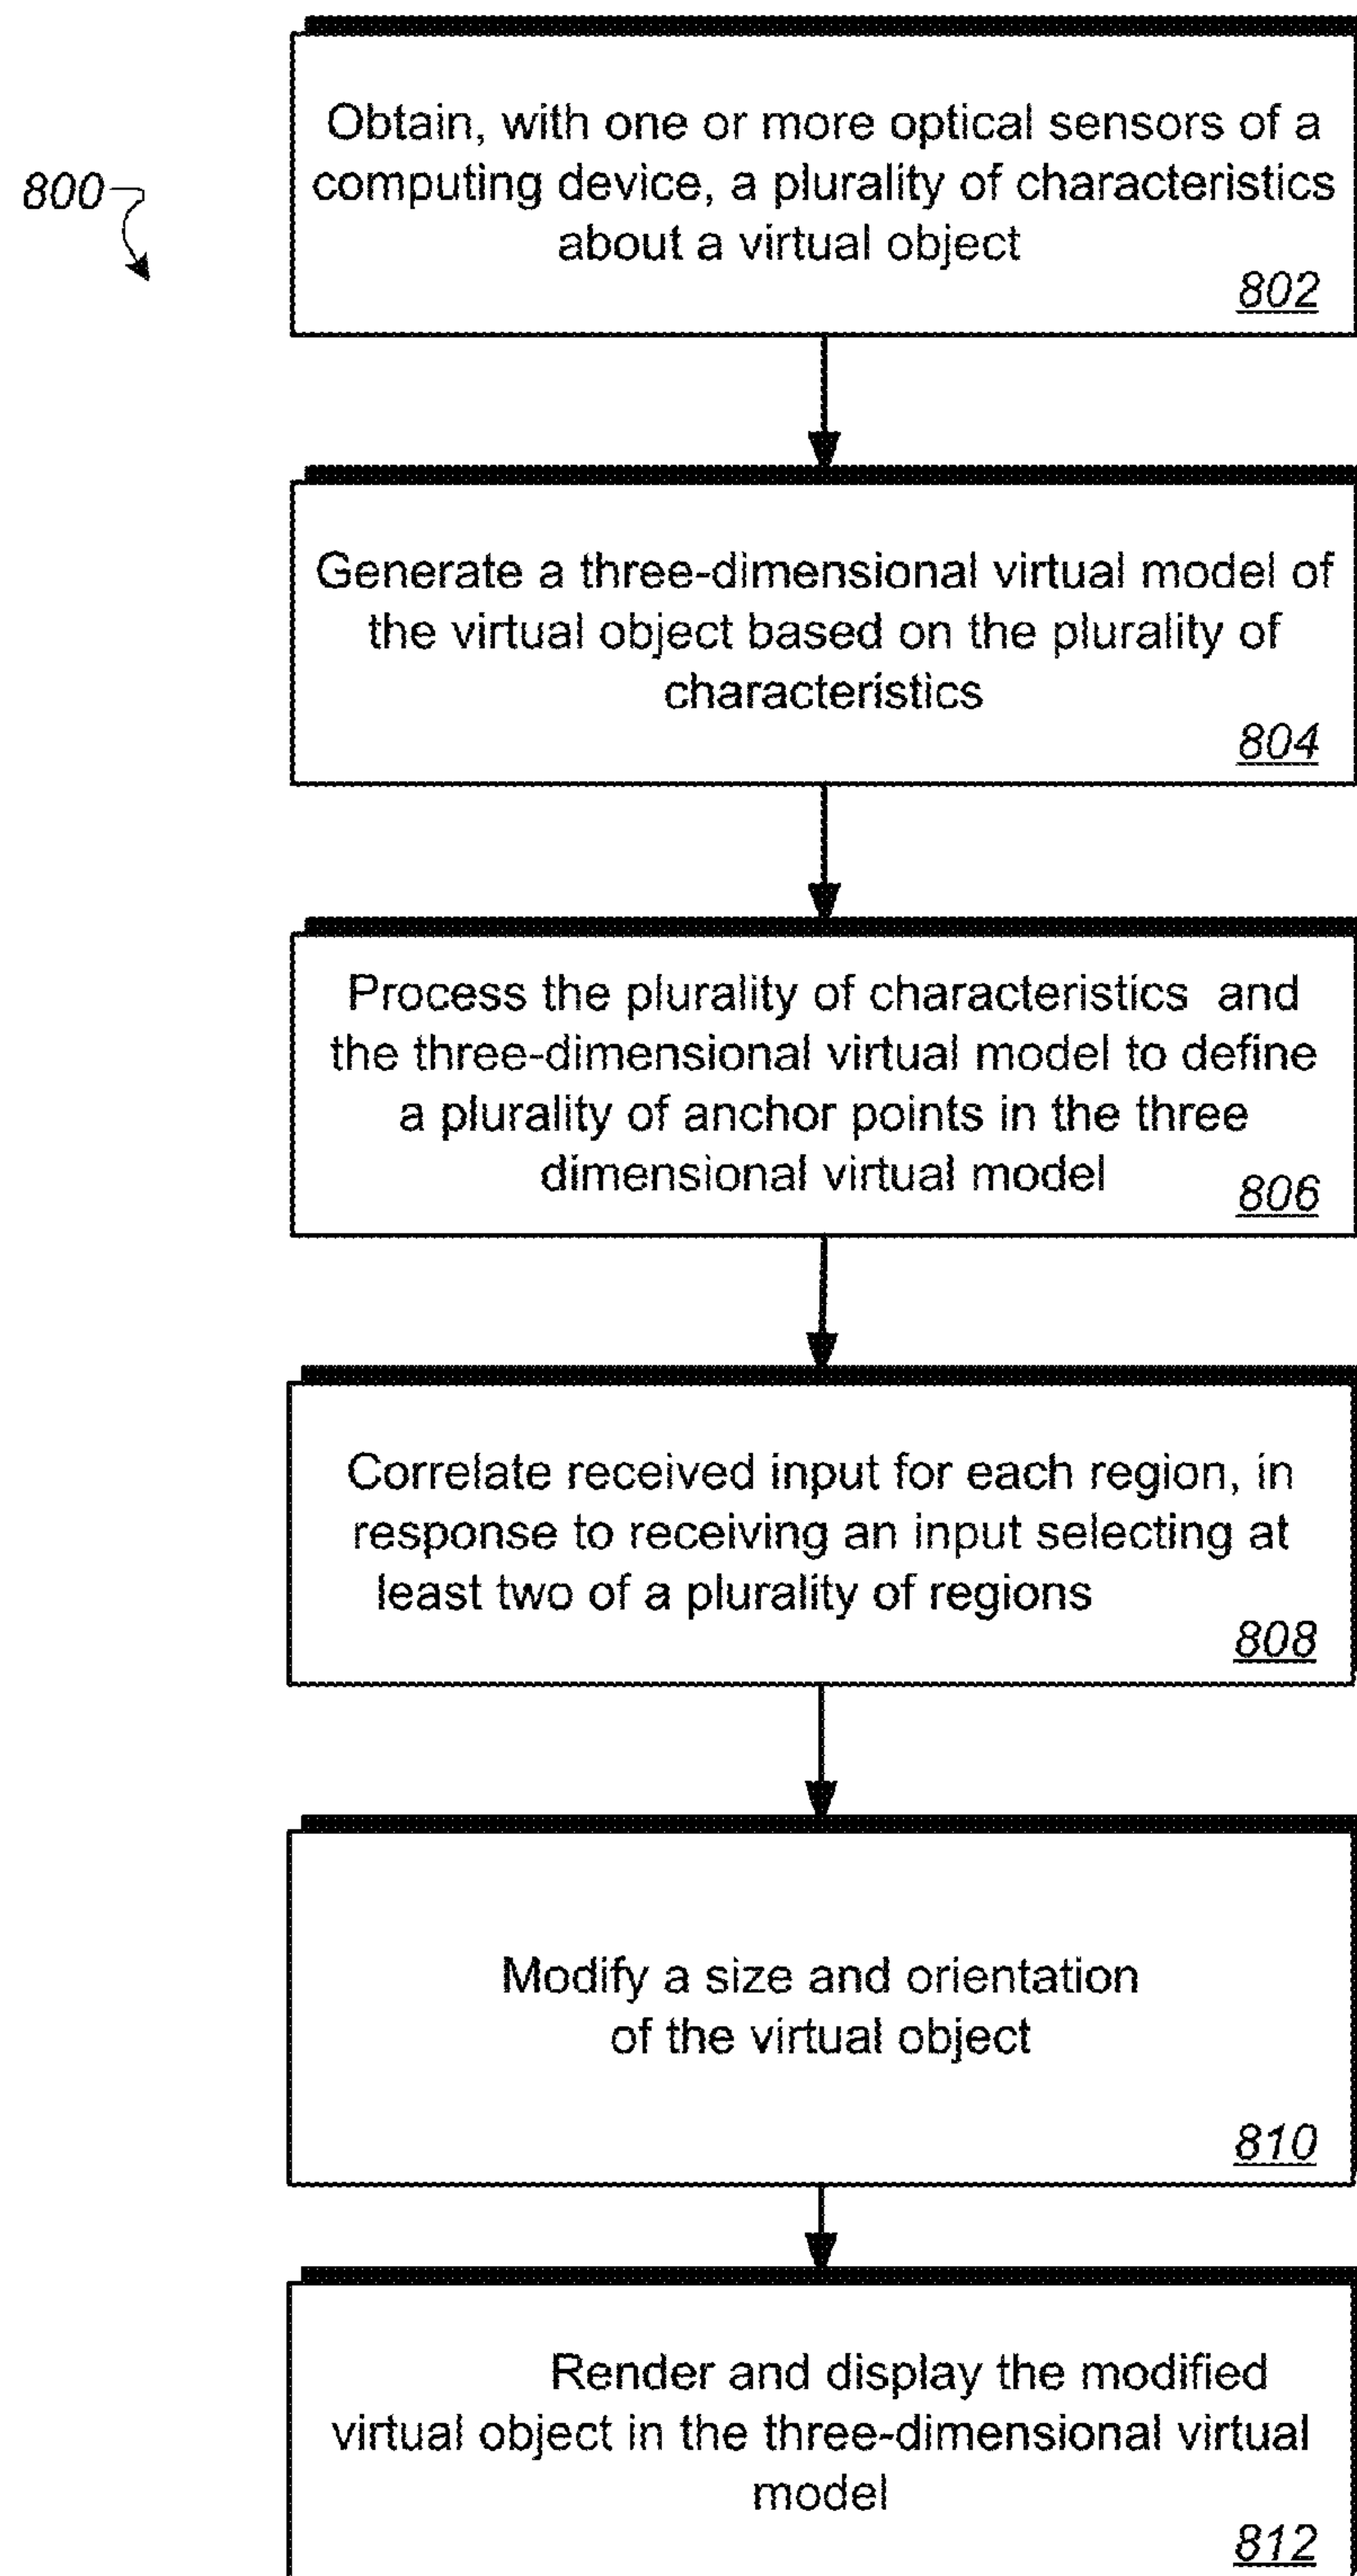 800
Obtain, with one or more optical sensors of a
computing device, a plurality of characteristics
about a virtual object
802
Generate a three-dimensional virtual model of
the virtual object based on the plurality of
characteristics
804
Process the plurality of characteristics and
the three-dimensional virtual model to define
a plurality of anchor points in the three
dimensional virtual model
806
Correlate received input for each region, in
response to receiving an input selecting at
least two of a plurality of regions
808
Modify a size and orientation
of the virtual object
810
Render and display the modified
virtual object in the three-dimensional virtual
model
812